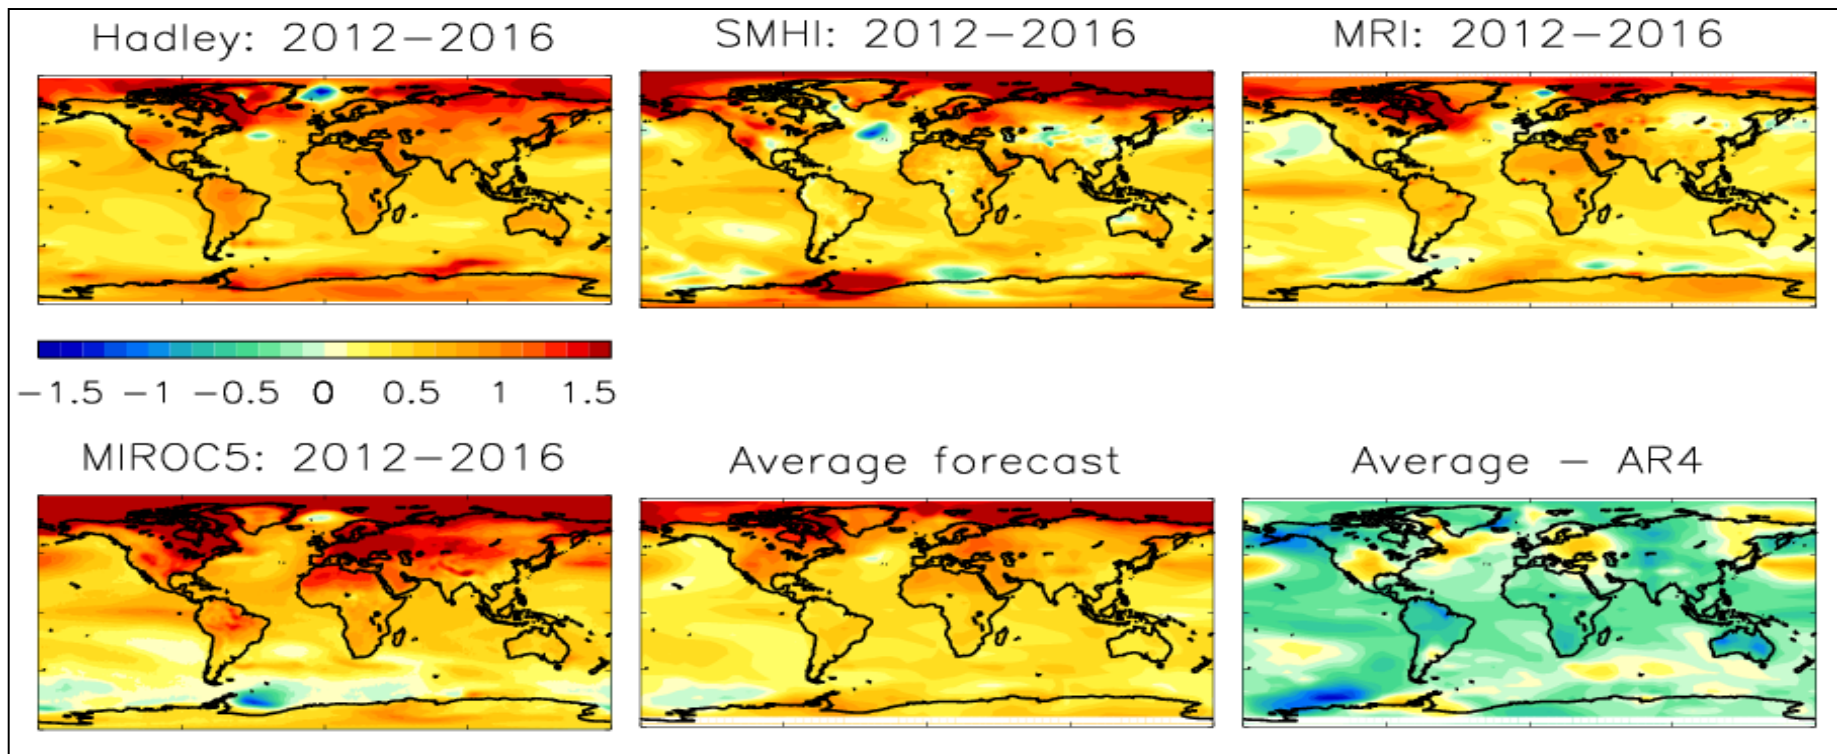 Hadley: 2012−2016
SMHI: 2012−2016
MRI: 2012−2016
−1.5 −1 −0.5 0 0.5 1 1.5
MIROC5: 2012−2016
Average forecast
Average − AR4